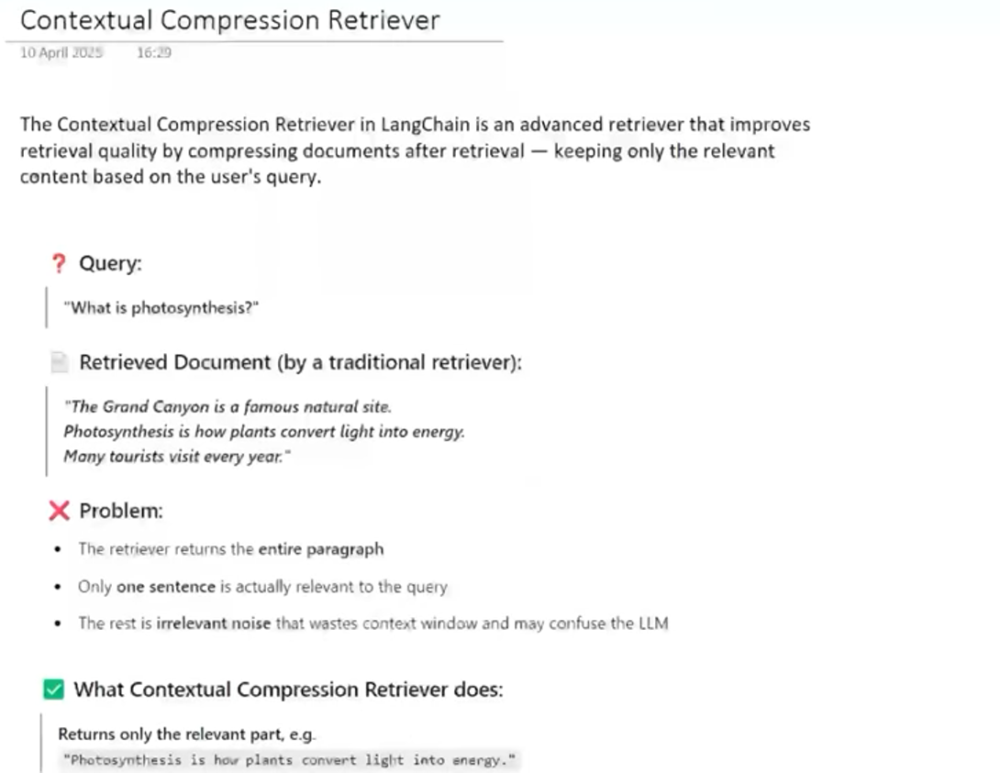 Contextual Compression Retriever
10 April 2025 16:29
The Contextual Compression Retriever in LangChain is an advanced retriever that improves
retrieval quality by compressing documents after retrieval — keeping only the relevant
content based on the user's query.
❓ Query:
"What is photosynthesis?"
📄 Retrieved Document (by a traditional retriever):
"The Grand Canyon is a famous natural site.
Photosynthesis is how plants convert light into energy.
Many tourists visit every year."
❌ Problem:
• The retriever returns the entire paragraph
• Only one sentence is actually relevant to the query
• The rest is irrelevant noise that wastes context window and may confuse the LLM
✅ What Contextual Compression Retriever does:
Returns only the relevant part, e.g.
"Photosynthesis is how plants convert light into energy."